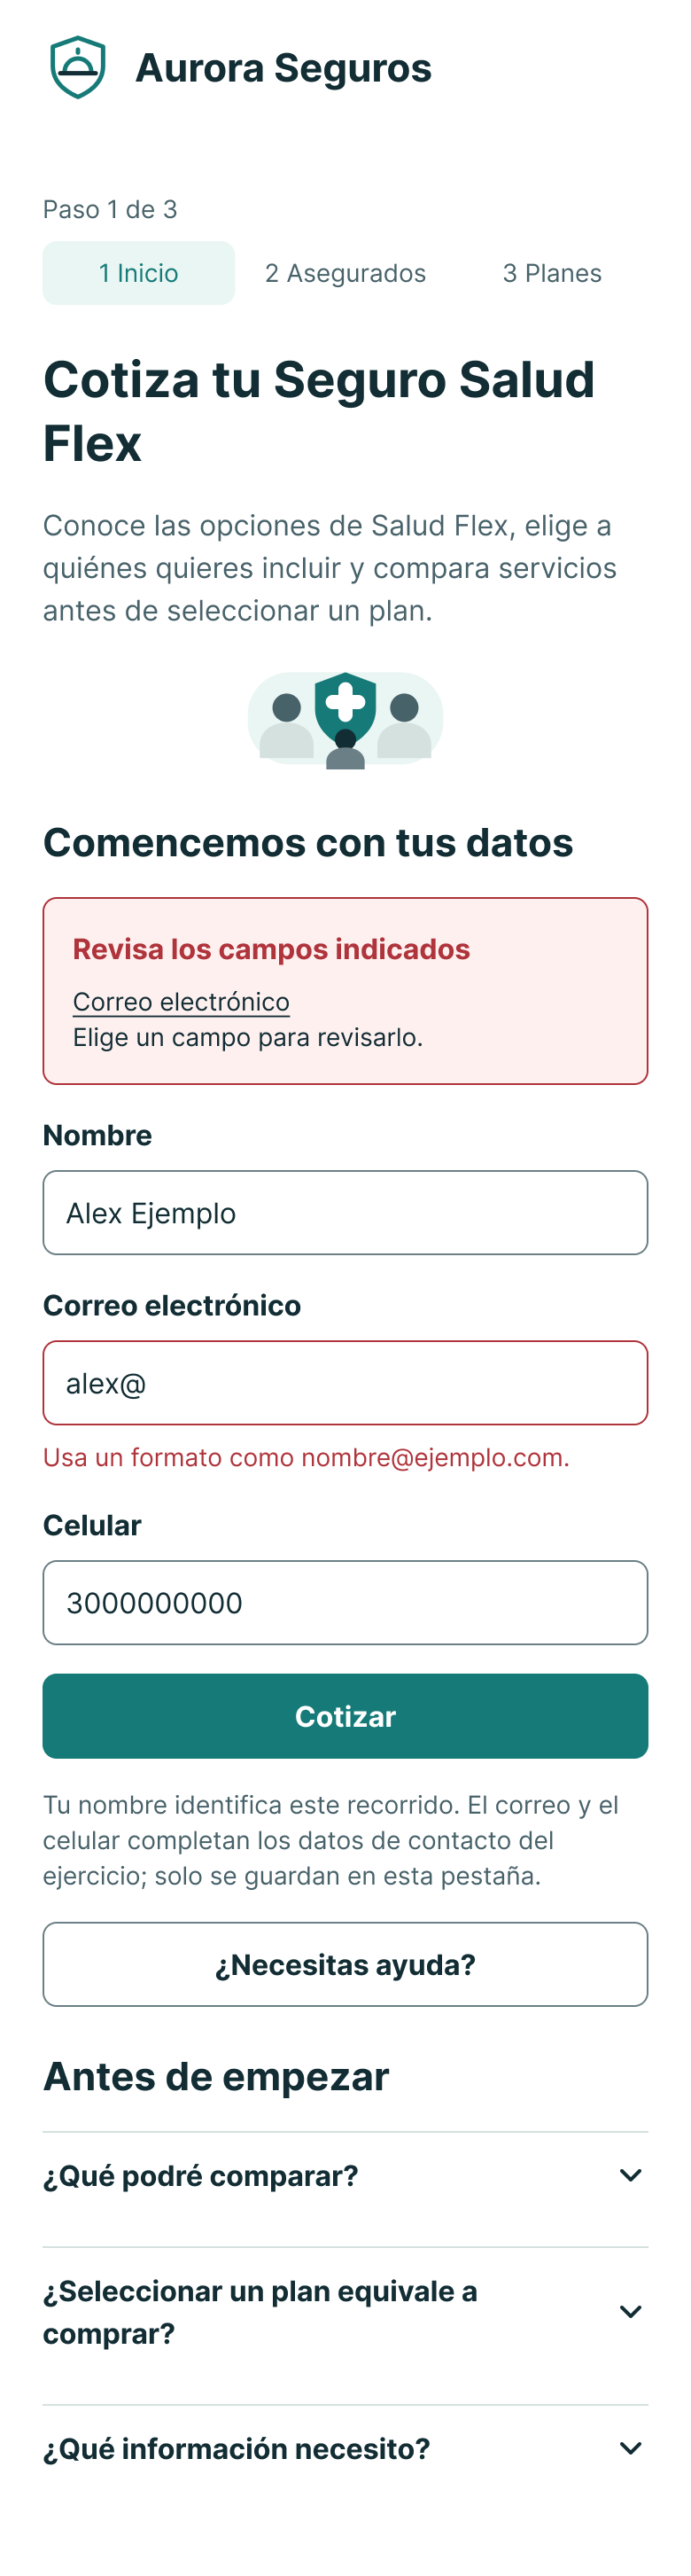 Aurora Seguros
Paso 1 de 3
1 Inicio
2 Asegurados
3 Planes
Cotiza tu Seguro Salud
Flex
Conoce las opciones de Salud Flex, elige a
quiénes quieres incluir y compara servicios
antes de seleccionar un plan.
Comencemos con tus datos
Revisa los campos indicados
Correo electrónico
Elige un campo para revisarlo.
Nombre
Alex Ejemplo
Correo electrónico
alex@
Usa un formato como nombre@ejemplo.com.
Celular
3000000000
Cotizar
Tu nombre identifica este recorrido. El correo y el
celular completan los datos de contacto del
ejercicio; solo se guardan en esta pestaña.
¿Necesitas ayuda?
Antes de empezar
¿Qué podré comparar?
¿Seleccionar un plan equivale a
comprar?
¿Qué información necesito?